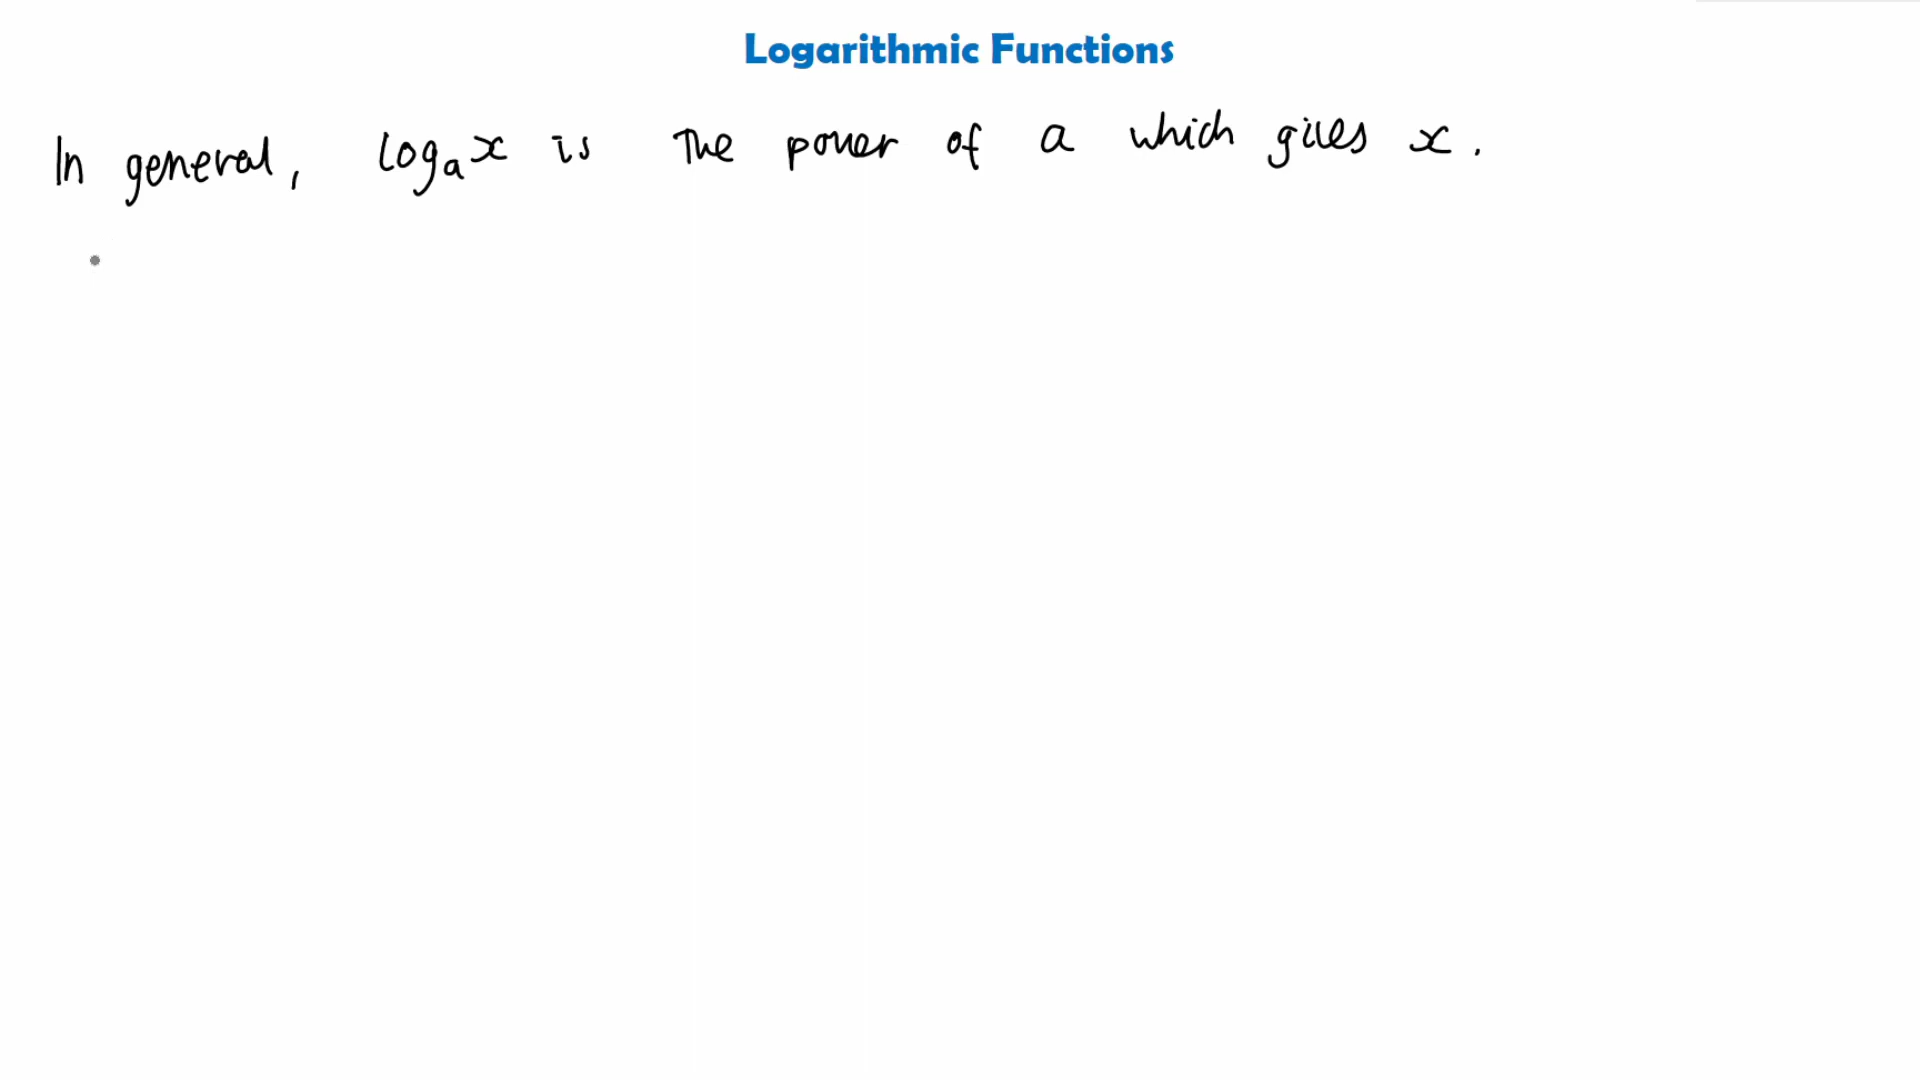 Logarithmic Functions
In general, logₐx is the power of a which gives x.